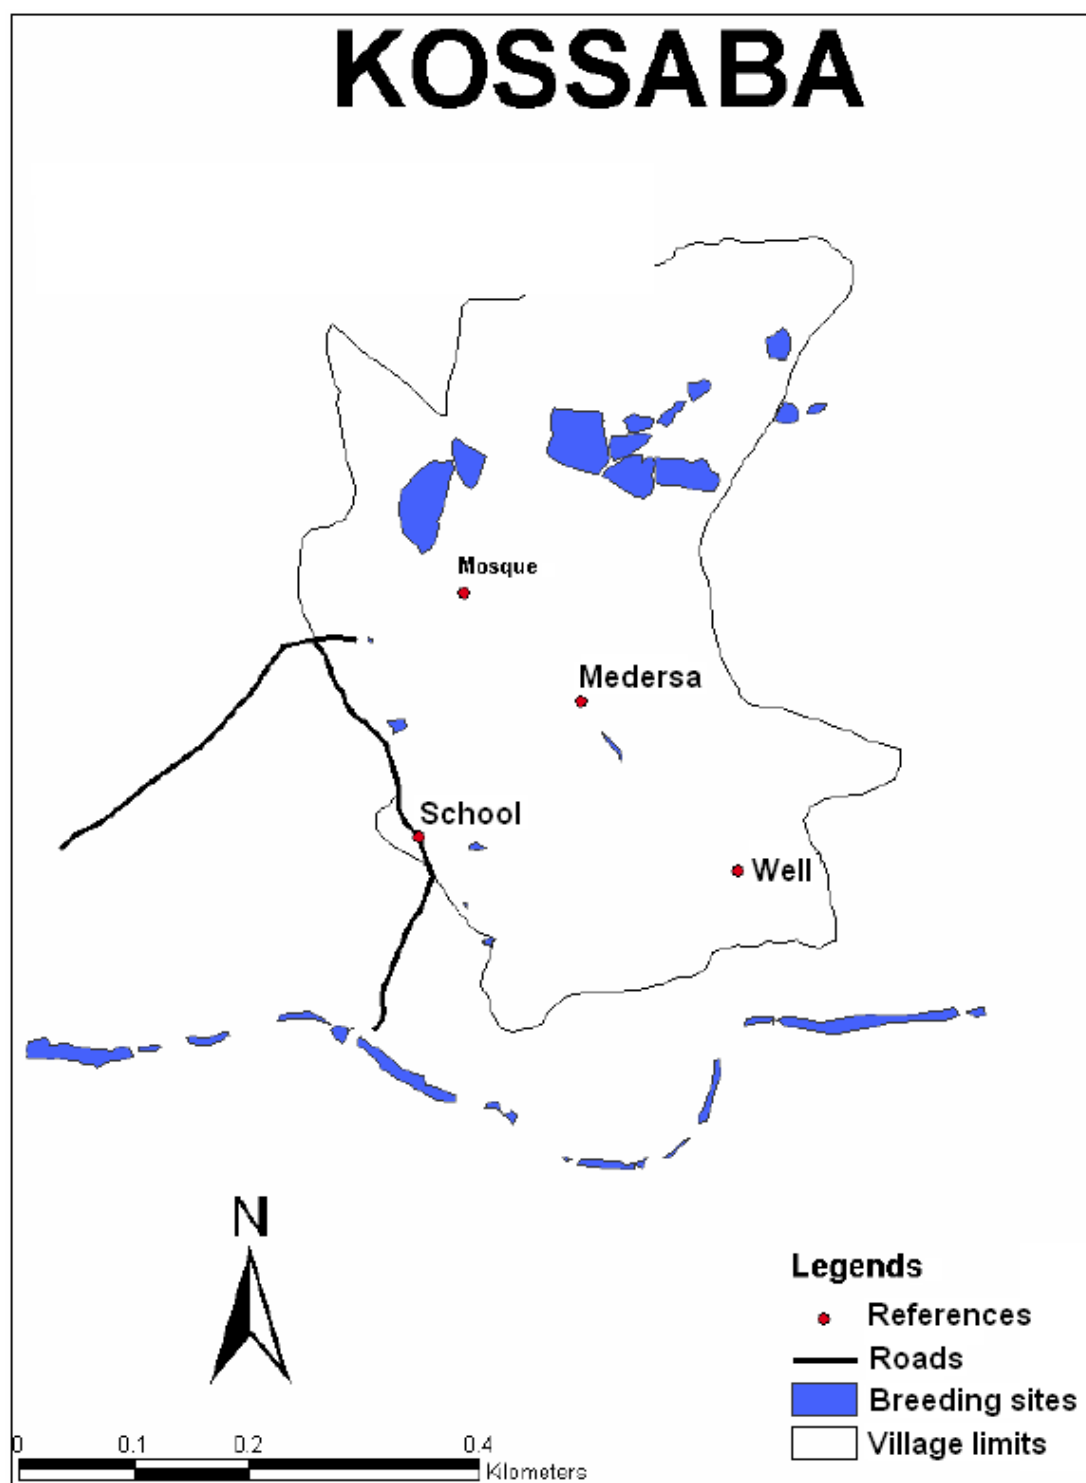 KOSSABA
Mosque
Medersa
School
Well
N
Legends
References
Roads
Breeding sites
Village limits
0 0.1 0.2 0.4
Kilometers